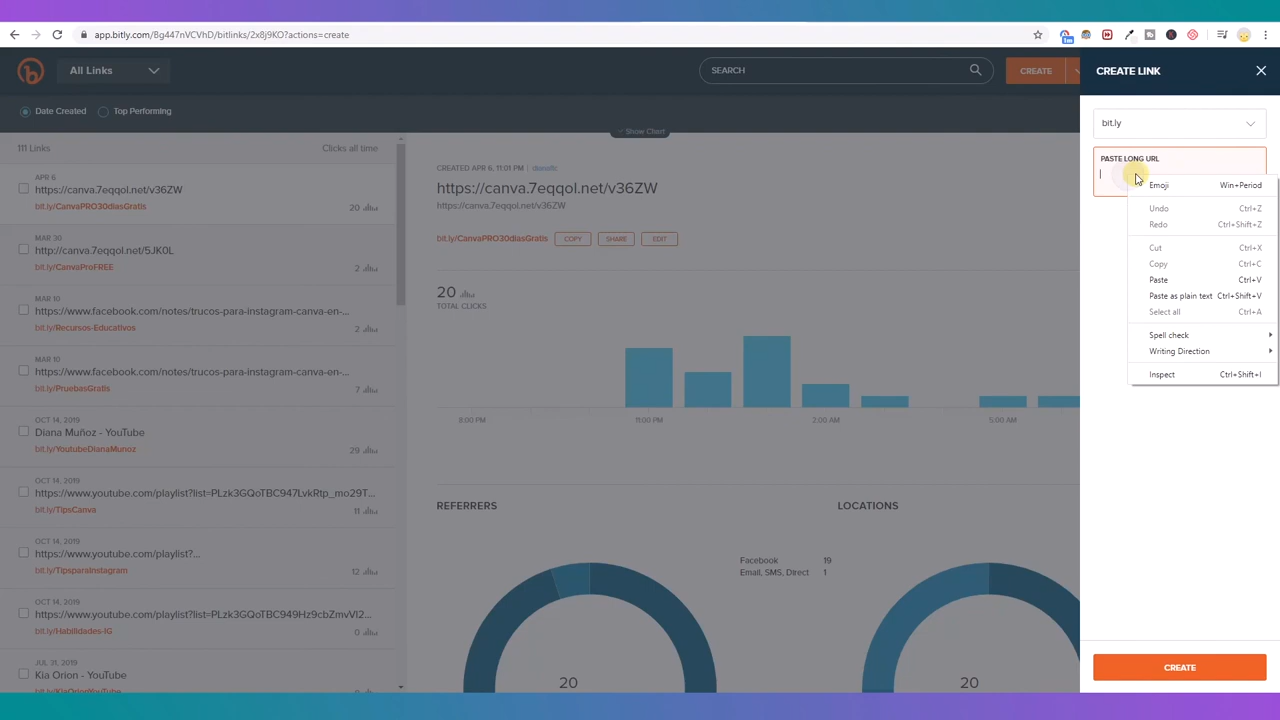 app.bitly.com/8g447nVCVhD/bitlinks/2x8j9KO?actions=create
1m
b
All Links
SEARCH
CREATE
CREATE LINK
Date Created
Top Performing
Show Chart
111 Links
Clicks all time
APR 6
https://canva.7eqqol.net/v36ZW
bit.ly/CanvaPRO30diasGratis
20
MAR 30
http://canva.7eqqol.net/5JK0L
bit.ly/CanvaProFREE
2
MAR 10
https://www.facebook.com/notes/trucos-para-instagram-canva-en-...
bit.ly/Recursos-Educativos
2
MAR 10
https://www.facebook.com/notes/trucos-para-instagram-canva-en-...
bit.ly/PruebasGratis
7
OCT 14, 2019
Diana Muñoz - YouTube
bit.ly/YoutubeDianaMunoz
29
OCT 14, 2019
https://www.youtube.com/playlist?list=PLzk3GQoTBC947LvkRtp_mo29T...
bit.ly/TipsCanva
11
OCT 14, 2019
https://www.youtube.com/playlist?...
bit.ly/TipsparaInstagram
12
OCT 14, 2019
https://www.youtube.com/playlist?list=PLzk3GQoTBC949Hz9cbZmvVl2...
bit.ly/Habilidades-IG
0
JUL 31, 2019
Kia Orion - YouTube
bit.ly/KiaOrionYouTube
CREATED APR 6, 11:01 PM
https://canva.7eqqol.net/v36ZW
https://canva.7eqqol.net/v36ZW
bit.ly/CanvaPRO30diasGratis
COPY
SHARE
EDIT
20
TOTAL CLICKS
8:00 PM
11:00 PM
2:00 AM
5:00 AM
REFERRERS
LOCATIONS
Facebook 19
Email, SMS, Direct 1
20
20
bit.ly
PASTE LONG URL
Emoji Win+Period
Undo Ctrl+Z
Redo Ctrl+Shift+Z
Cut Ctrl+X
Copy Ctrl+C
Paste Ctrl+V
Paste as plain text Ctrl+Shift+V
Select all Ctrl+A
Spell check
Writing Direction
Inspect Ctrl+Shift+I
CREATE